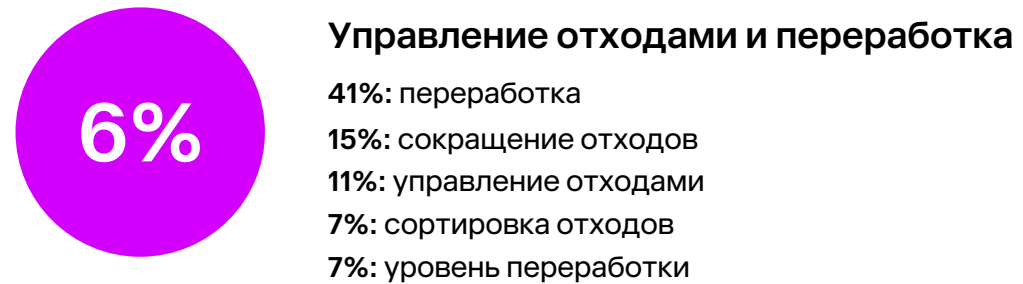 6%
Управление отходами и переработка
41%: переработка
15%: сокращение отходов
11%: управление отходами
7%: сортировка отходов
7%: уровень переработки